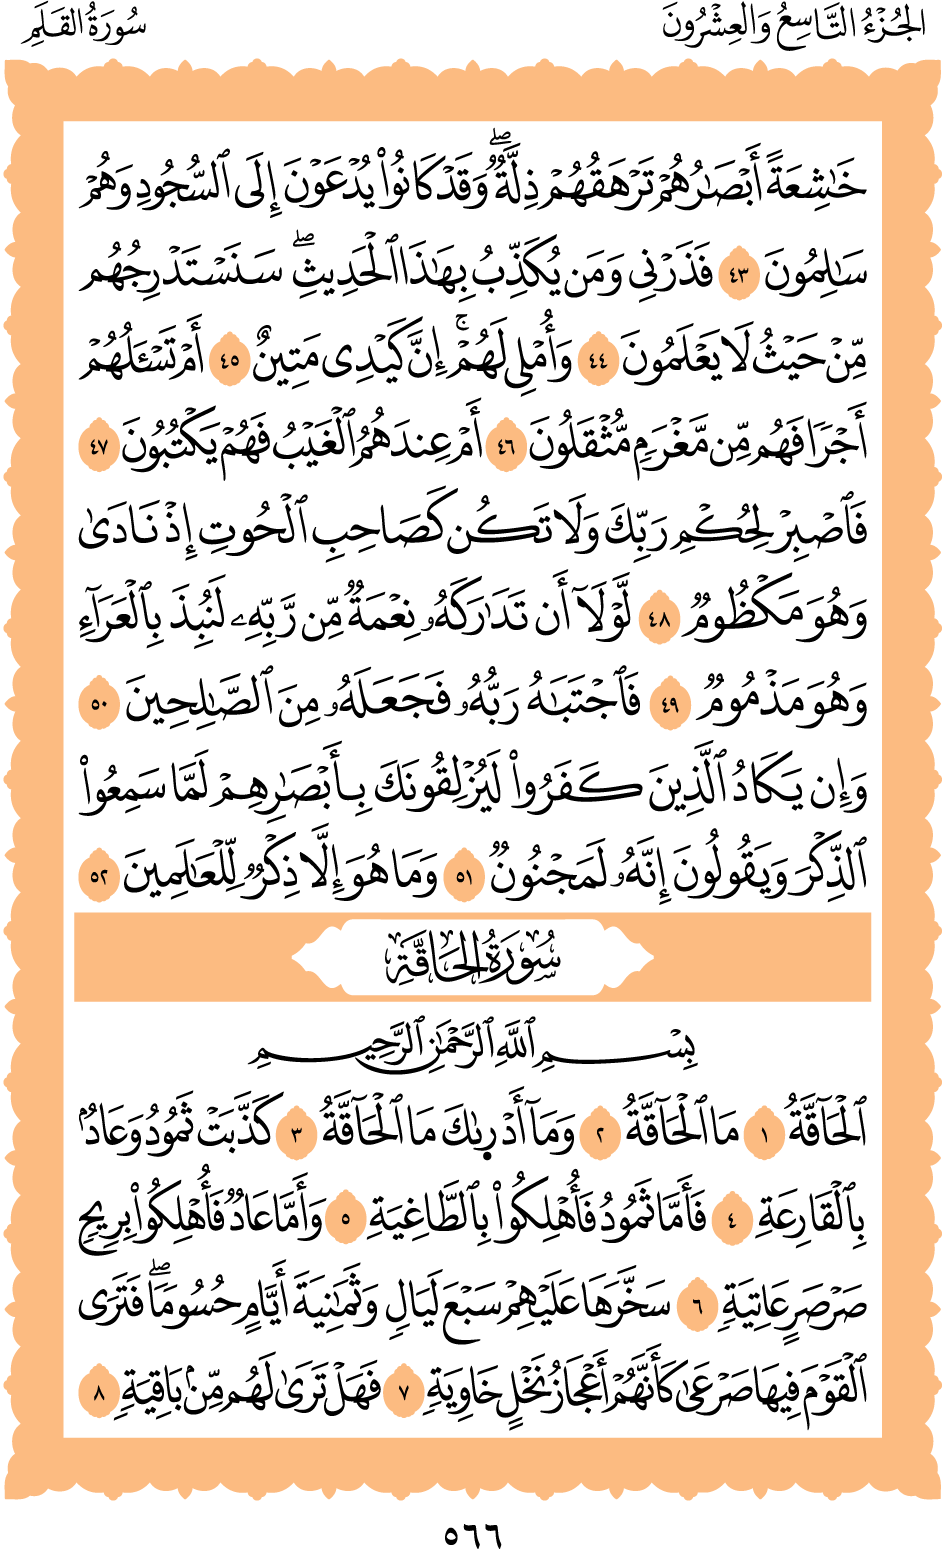 الجُزْءُ التَّاسِعُ وَالعِشْرُونَ
سُورَةُ القَلَمِ
خَٰشِعَةً أَبْصَٰرُهُمْ تَرْهَقُهُمْ ذِلَّةٌۖ وَقَدْ كَانُواْ يُدْعَوْنَ إِلَى ٱلسُّجُودِ وَهُمْ
سَٰلِمُونَ ٤٣ فَذَرْنِي وَمَن يُكَذِّبُ بِهَٰذَا ٱلْحَدِيثِۖ سَنَسْتَدْرِجُهُم
مِّنْ حَيْثُ لَا يَعْلَمُونَ ٤٤ وَأُمْلِي لَهُمْۚ إِنَّ كَيْدِي مَتِينٌ ٤٥ أَمْ تَسْـَٔلُهُمْ
أَجْرًا فَهُم مِّن مَّغْرَمٍ مُّثْقَلُونَ ٤٦ أَمْ عِندَهُمُ ٱلْغَيْبُ فَهُمْ يَكْتُبُونَ ٤٧
فَٱصْبِرْ لِحُكْمِ رَبِّكَ وَلَا تَكُن كَصَاحِبِ ٱلْحُوتِ إِذْ نَادَىٰ
وَهُوَ مَكْظُومٌ ٤٨ لَّوْلَآ أَن تَدَٰرَكَهُۥ نِعْمَةٌ مِّن رَّبِّهِۦ لَنُبِذَ بِٱلْعَرَآءِ
وَهُوَ مَذْمُومٌ ٤٩ فَٱجْتَبَٰهُ رَبُّهُۥ فَجَعَلَهُۥ مِنَ ٱلصَّٰلِحِينَ ٥٠
وَإِن يَكَادُ ٱلَّذِينَ كَفَرُواْ لَيُزْلِقُونَكَ بِأَبْصَٰرِهِمْ لَمَّا سَمِعُواْ
ٱلذِّكْرَ وَيَقُولُونَ إِنَّهُۥ لَمَجْنُونٌ ٥١ وَمَا هُوَ إِلَّا ذِكْرٌ لِّلْعَٰلَمِينَ ٥٢
سُورَةُ الحَاقَّةِ
بِسْمِ ٱللَّهِ ٱلرَّحْمَٰنِ ٱلرَّحِيمِ
ٱلْحَآقَّةُ ١ مَا ٱلْحَآقَّةُ ٢ وَمَآ أَدْرَىٰكَ مَا ٱلْحَآقَّةُ ٣ كَذَّبَتْ ثَمُودُ وَعَادٌۢ
بِٱلْقَارِعَةِ ٤ فَأَمَّا ثَمُودُ فَأُهْلِكُواْ بِٱلطَّاغِيَةِ ٥ وَأَمَّا عَادٌ فَأُهْلِكُواْ بِرِيحٍ
صَرْصَرٍ عَاتِيَةٍ ٦ سَخَّرَهَا عَلَيْهِمْ سَبْعَ لَيَالٍ وَثَمَٰنِيَةَ أَيَّامٍ حُسُومًاۖ فَتَرَى
ٱلْقَوْمَ فِيهَا صَرْعَىٰ كَأَنَّهُمْ أَعْجَازُ نَخْلٍ خَاوِيَةٍ ٧ فَهَلْ تَرَىٰ لَهُم مِّنۢ بَاقِيَةٍ ٨
٥٦٦